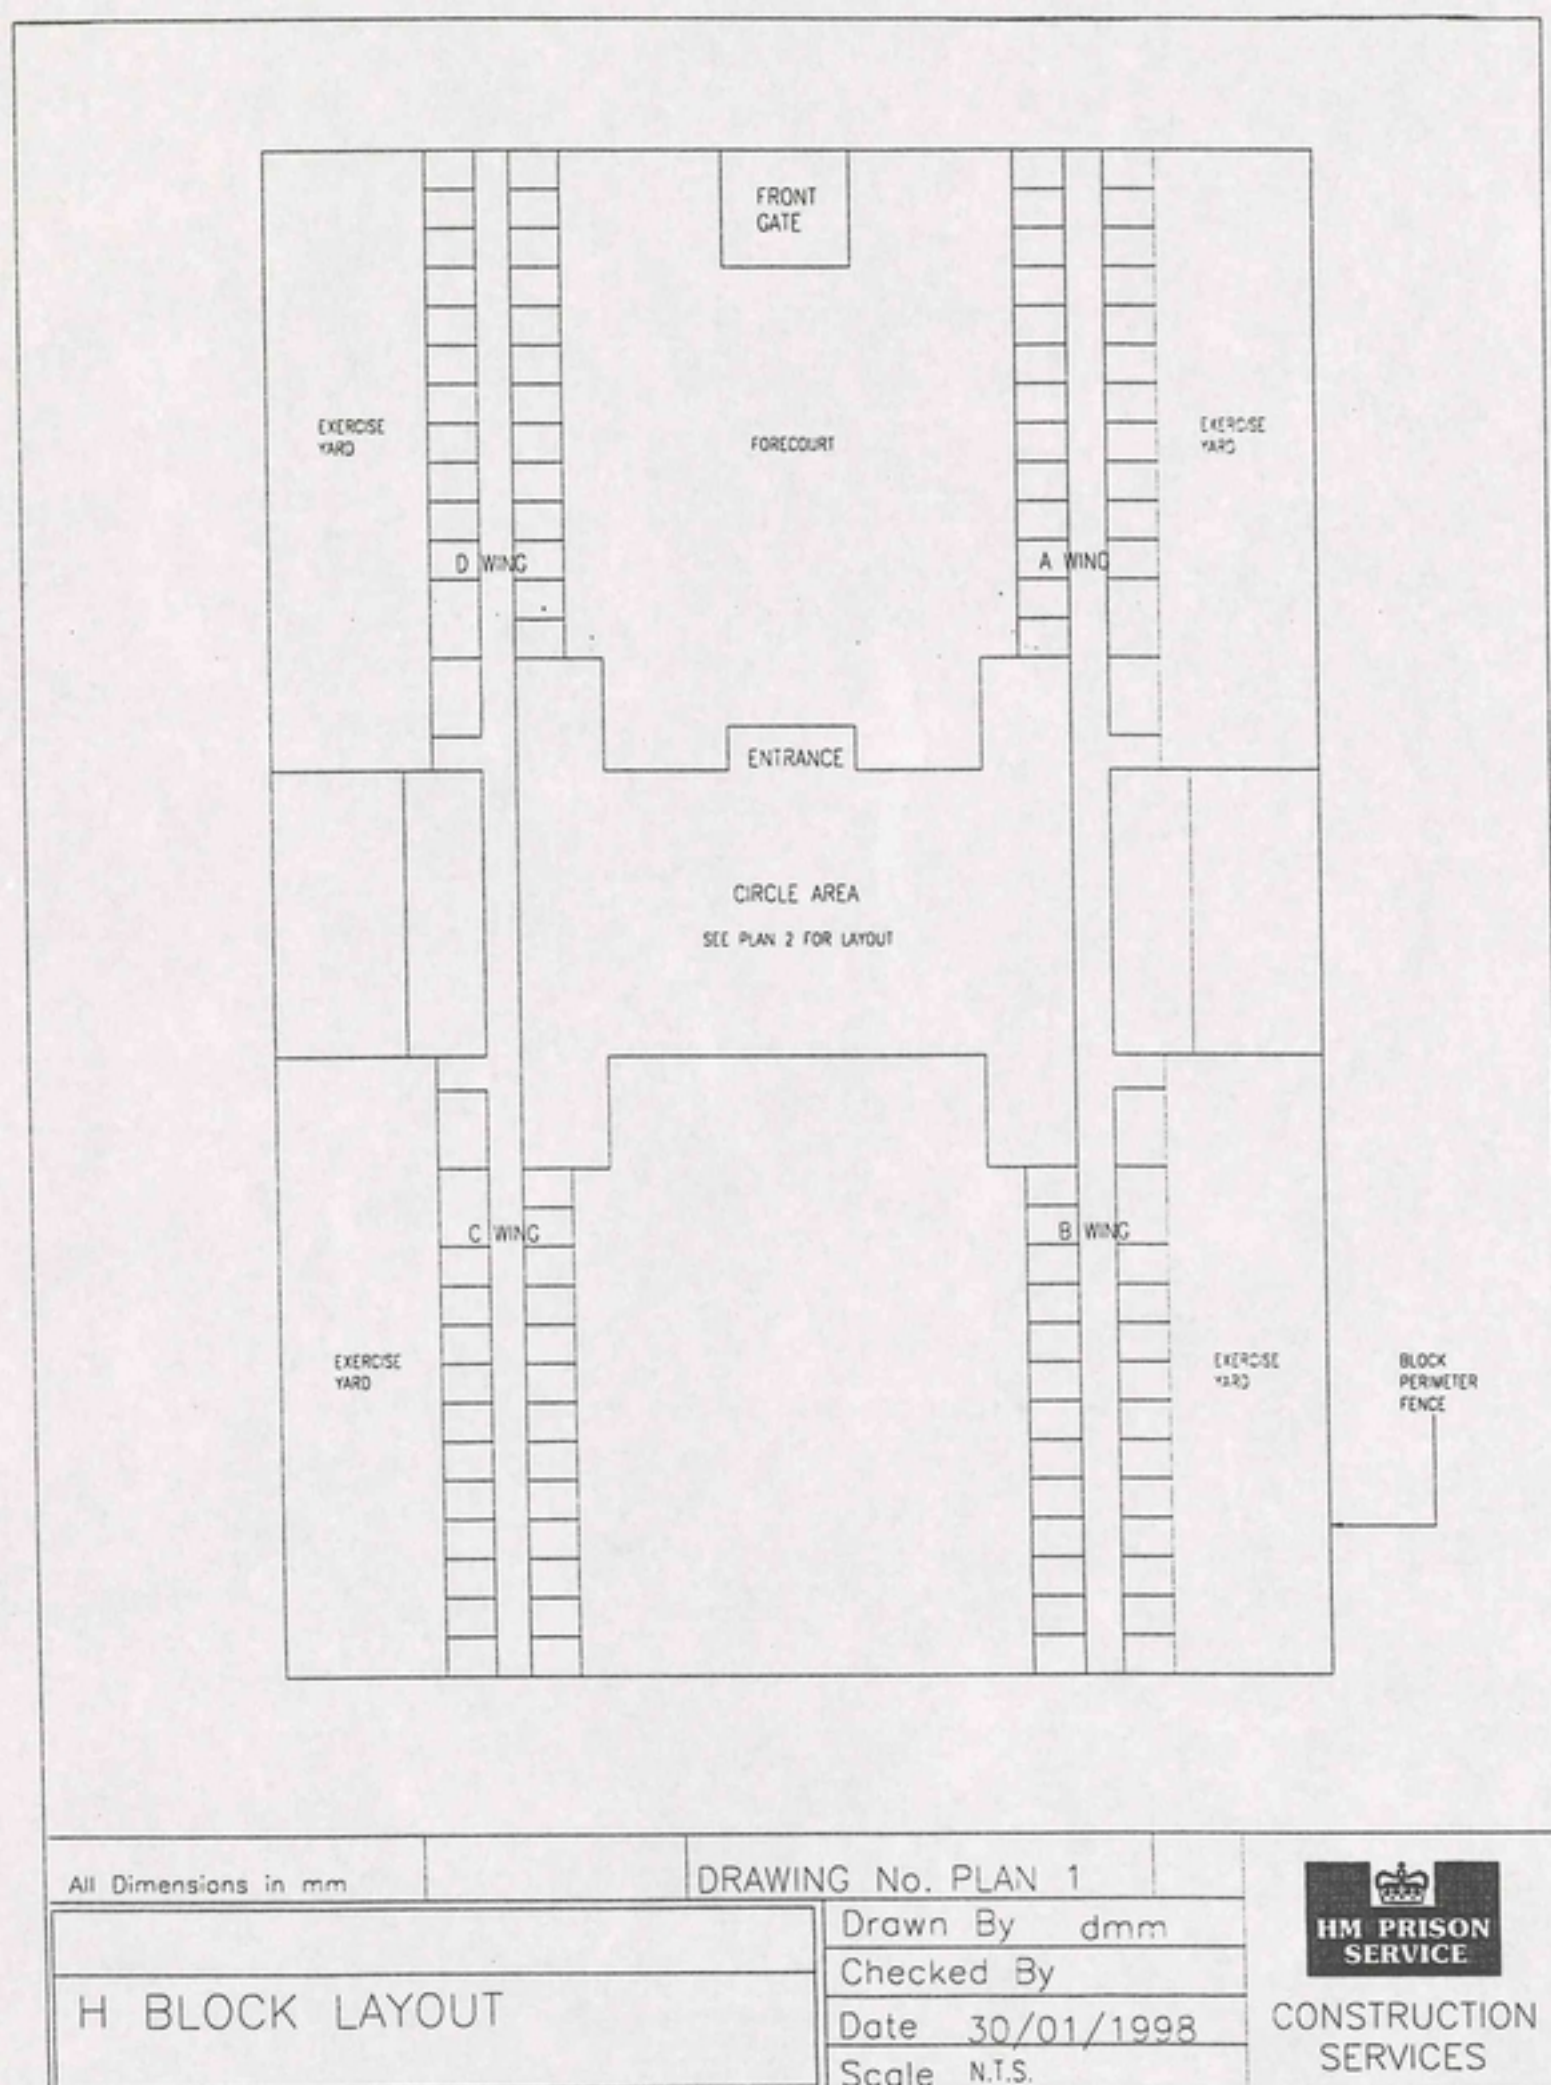 FRONT
GATE
EXERCISE
YARD
FORECOURT
EXERCISE
YARD
D WING
A WING
ENTRANCE
CIRCLE AREA
SEE PLAN 2 FOR LAYOUT
C WING
B WING
EXERCISE
YARD
EXERCISE
YARD
BLOCK
PERIMETER
FENCE
All Dimensions in mm
DRAWING No. PLAN 1
Drawn By dmm
Checked By
H BLOCK LAYOUT
Date 30/01/1998
Scale N.T.S.
HM PRISON
SERVICE
CONSTRUCTION
SERVICES